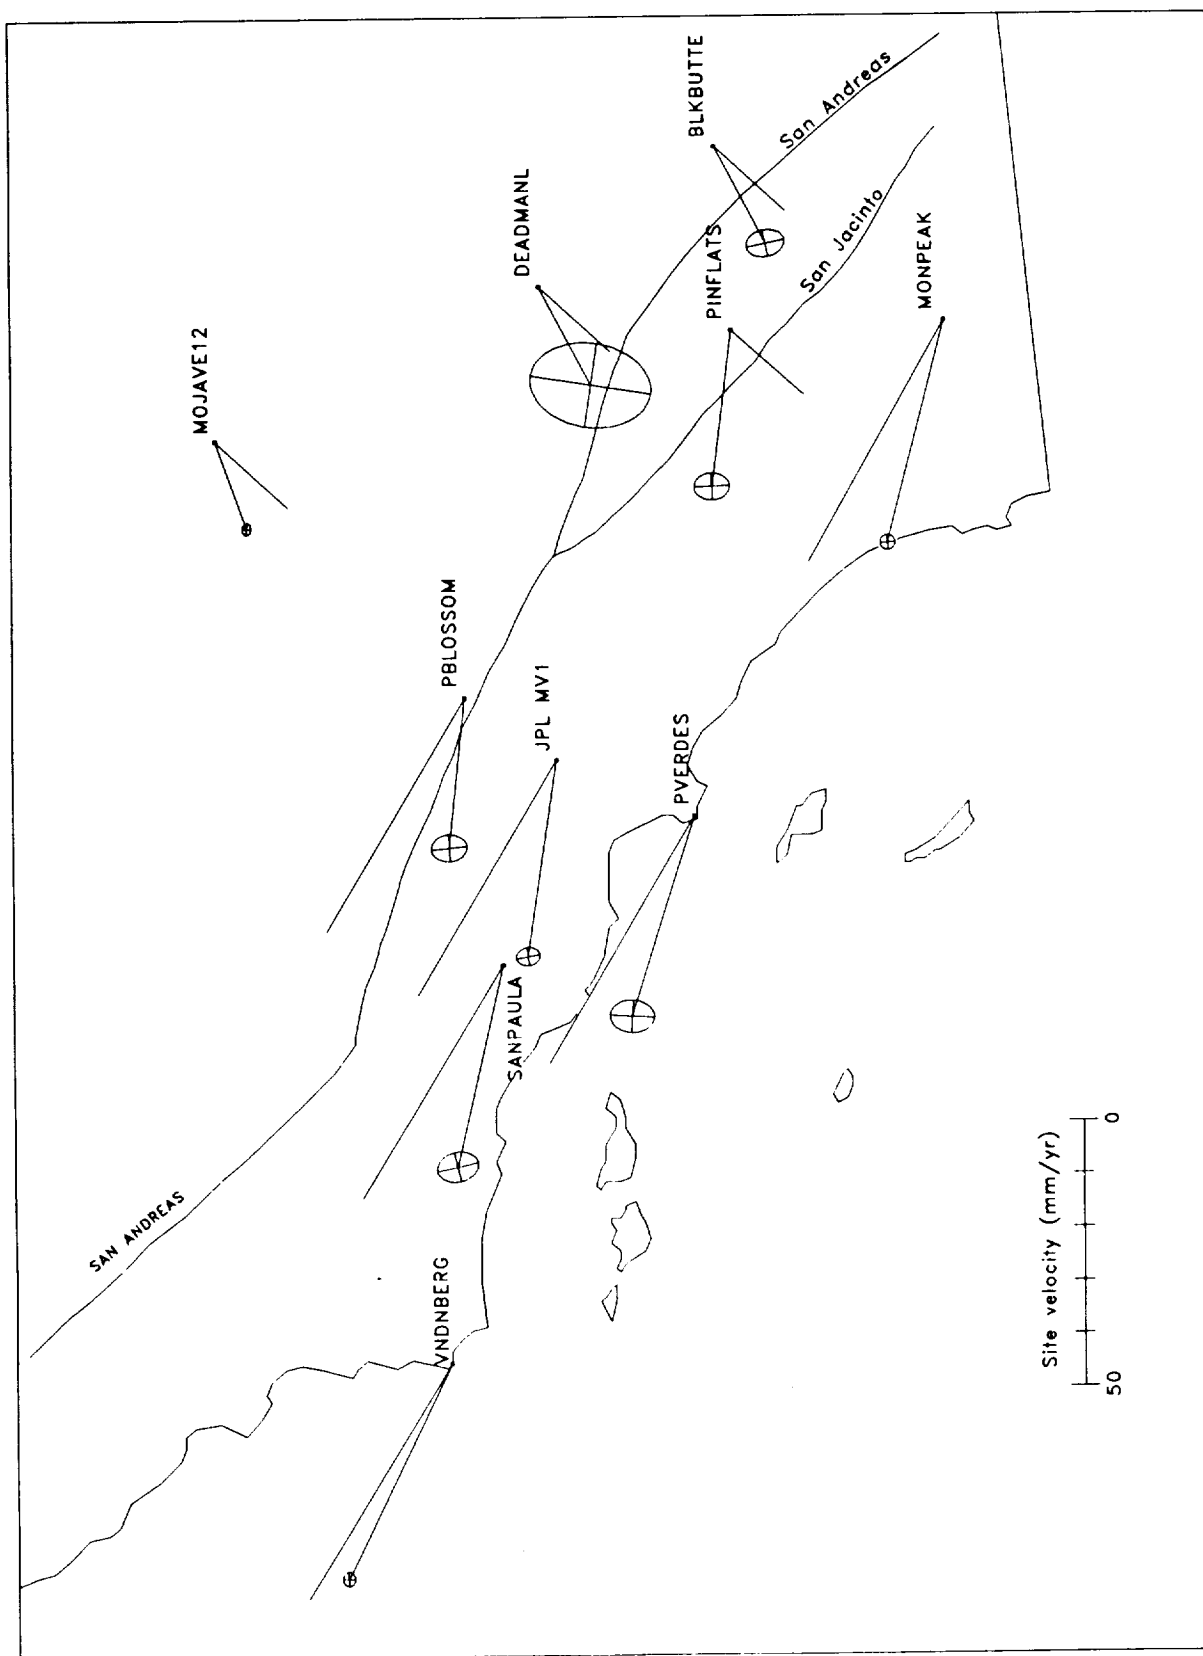 MOJAVE12
DEADMANL
BLKBUTTE
San Andreas
PINFLATS
San Jacinto
MONPEAK
PBLOSSOM
JPL MV1
PVERDES
SANPAULA
SAN ANDREAS
VNDNBERG
Site velocity (mm/yr)
50 0